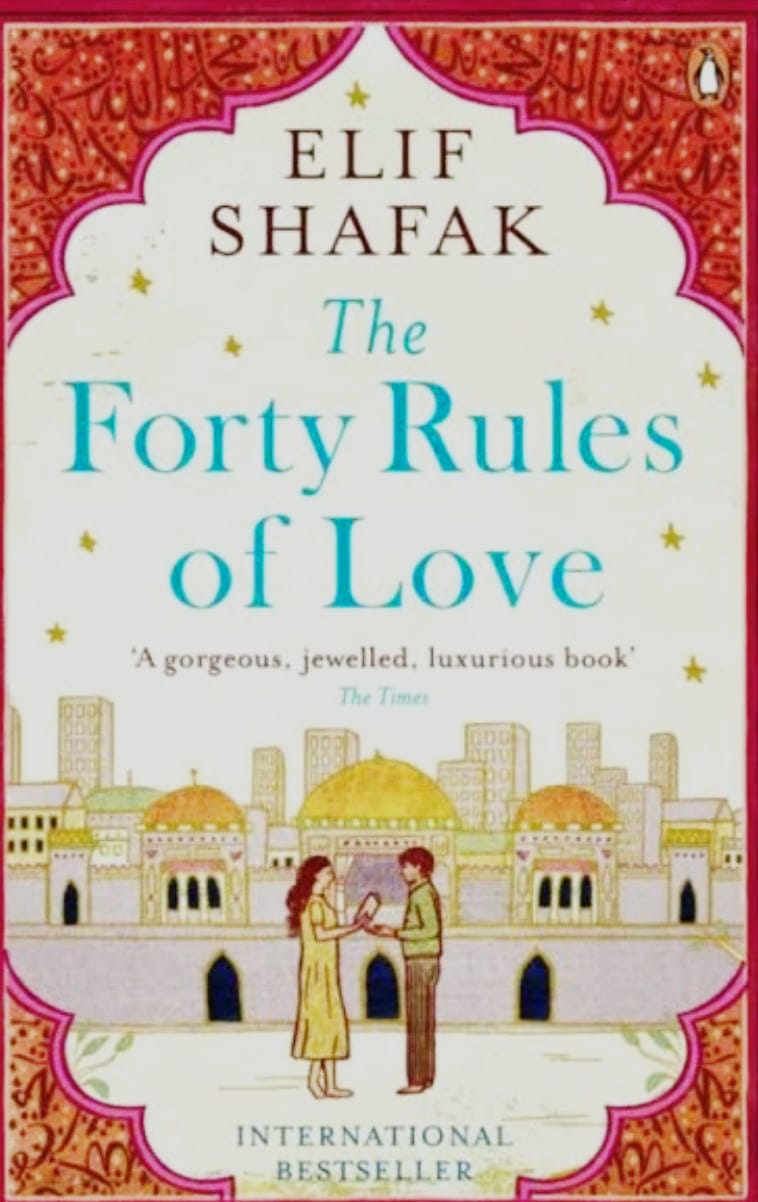 ELIF
SHAFAK
The
Forty Rules
of Love
‘A gorgeous, jewelled, luxurious book’
The Times
INTERNATIONAL
BESTSELLER